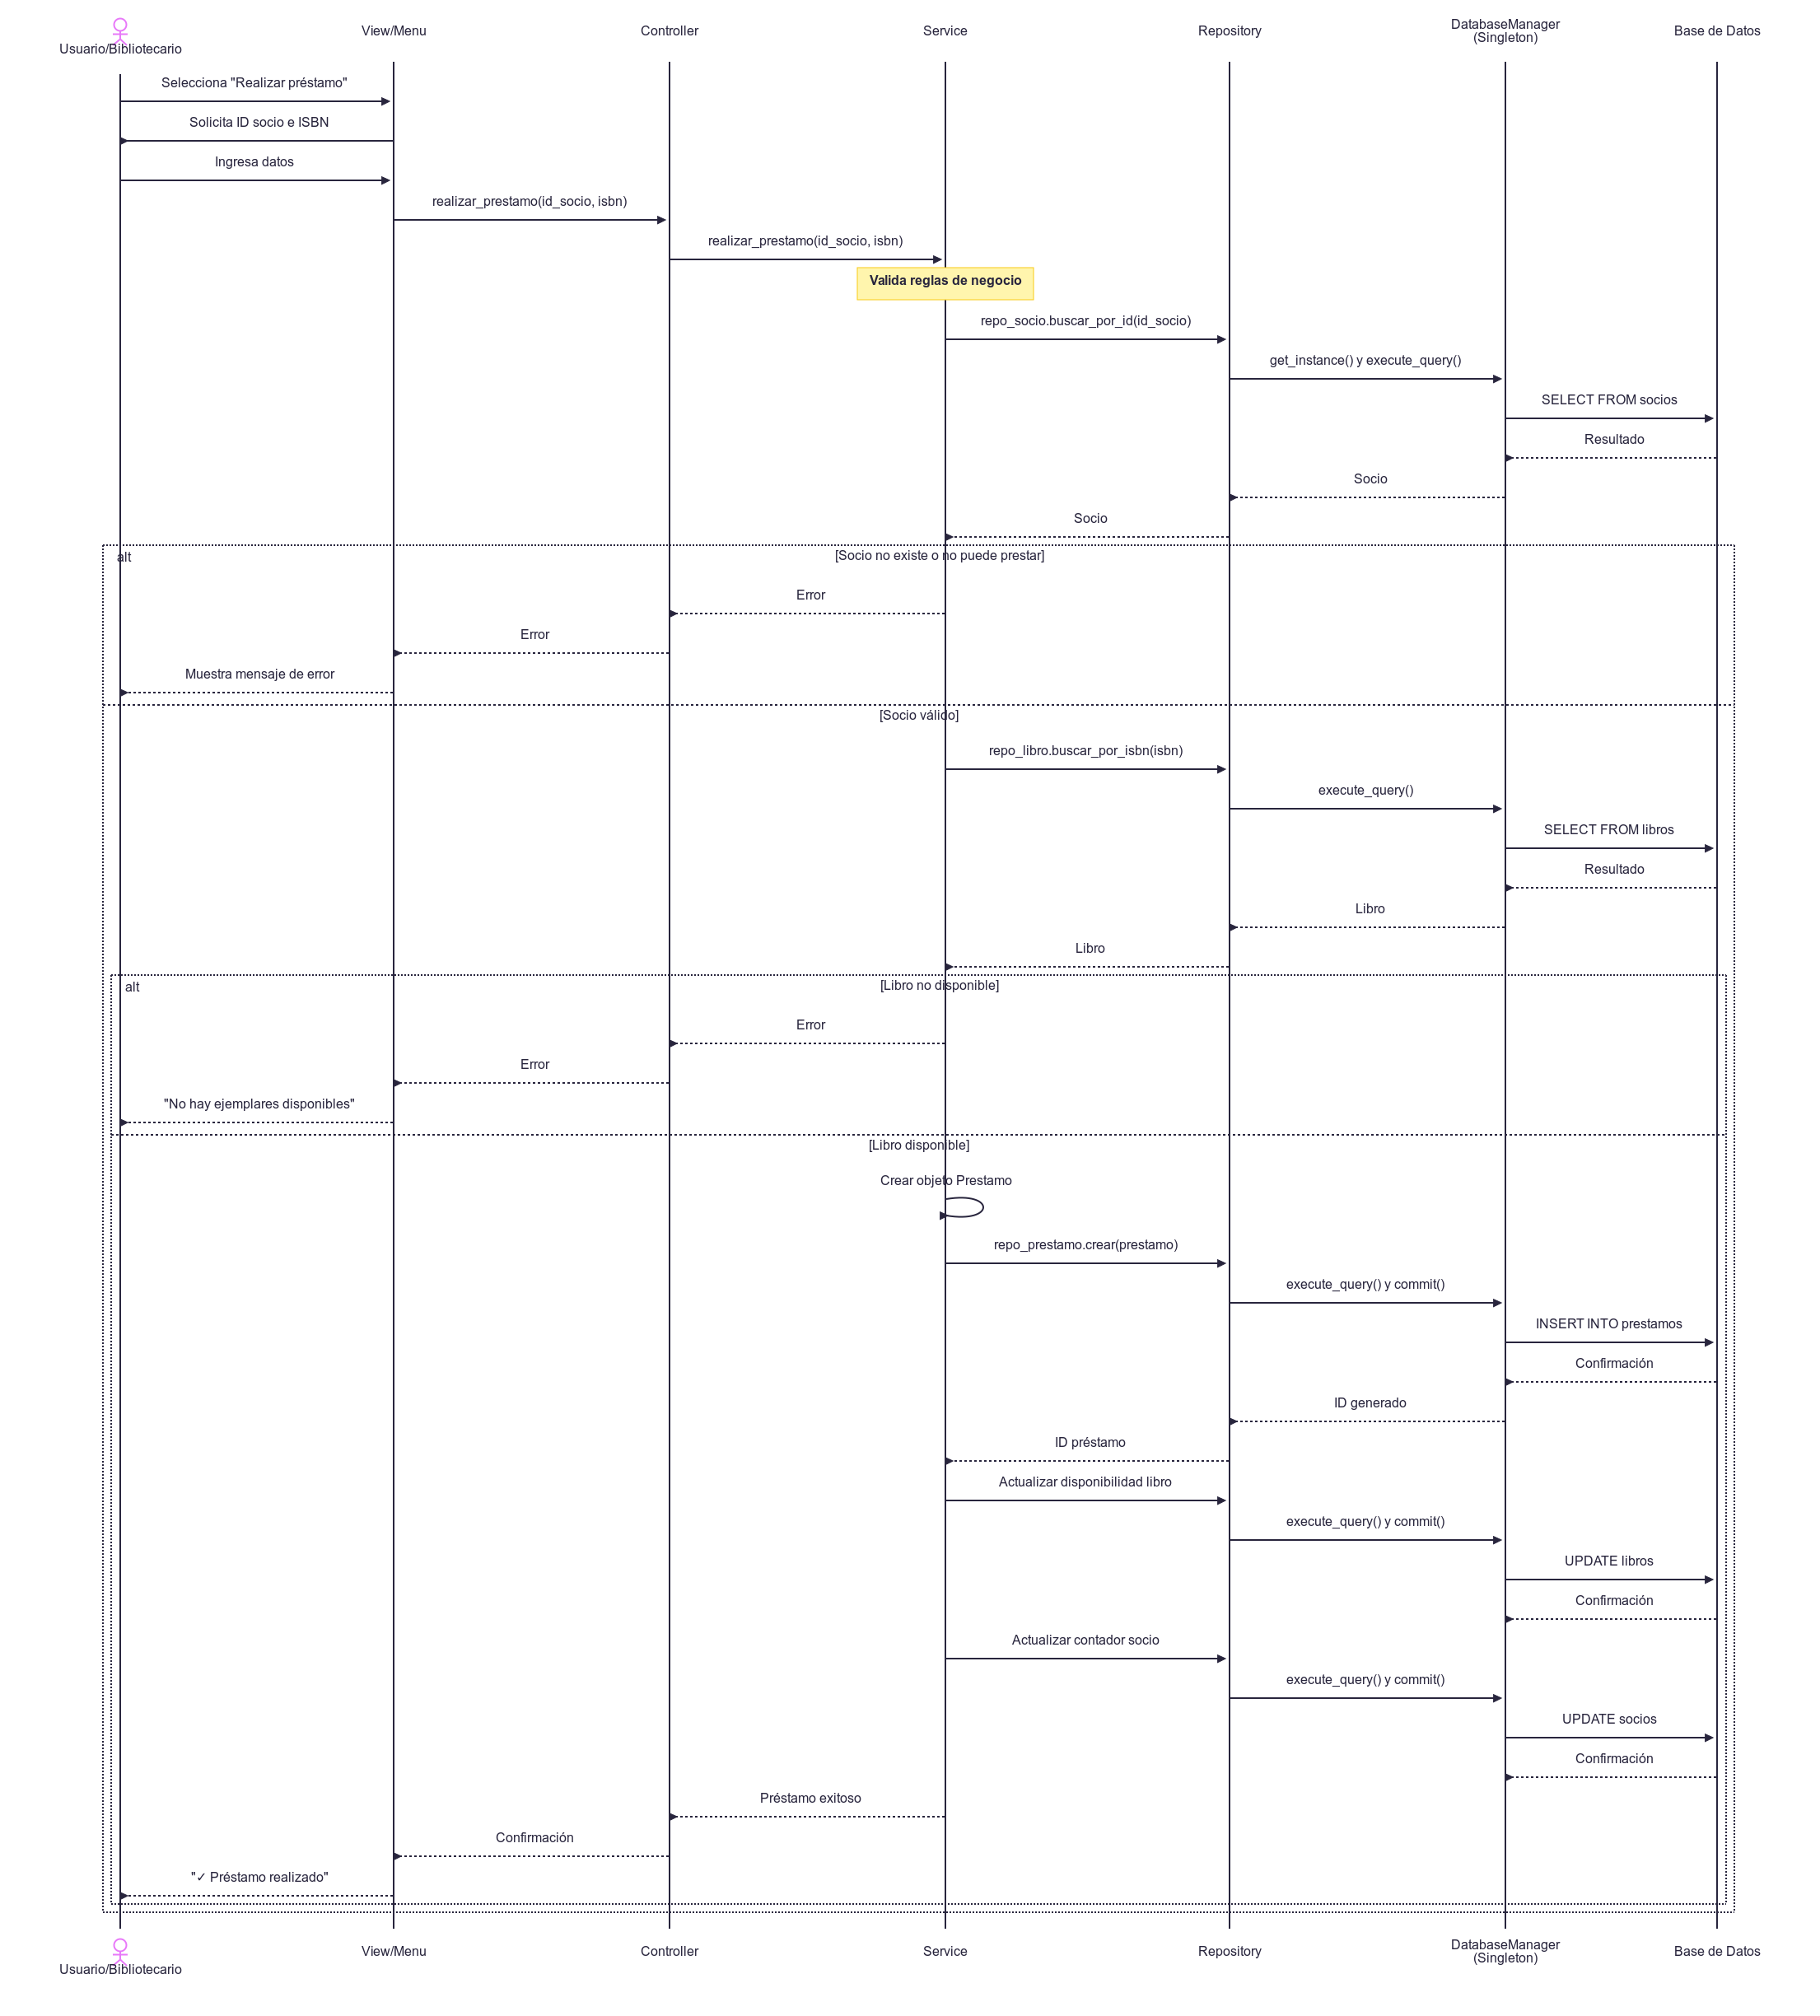 Usuario/Bibliotecario
View/Menu
Controller
Service
Repository
DatabaseManager
(Singleton)
Base de Datos
Selecciona "Realizar préstamo"
Solicita ID socio e ISBN
Ingresa datos
realizar_prestamo(id_socio, isbn)
realizar_prestamo(id_socio, isbn)
Valida reglas de negocio
repo_socio.buscar_por_id(id_socio)
get_instance() y execute_query()
SELECT FROM socios
Resultado
Socio
Socio
alt
[Socio no existe o no puede prestar]
Error
Error
Muestra mensaje de error
[Socio válido]
repo_libro.buscar_por_isbn(isbn)
execute_query()
SELECT FROM libros
Resultado
Libro
Libro
alt
[Libro no disponible]
Error
Error
"No hay ejemplares disponibles"
[Libro disponible]
Crear objeto Prestamo
repo_prestamo.crear(prestamo)
execute_query() y commit()
INSERT INTO prestamos
Confirmación
ID generado
ID préstamo
Actualizar disponibilidad libro
execute_query() y commit()
UPDATE libros
Confirmación
Actualizar contador socio
execute_query() y commit()
UPDATE socios
Confirmación
Préstamo exitoso
Confirmación
"✓ Préstamo realizado"
Usuario/Bibliotecario
View/Menu
Controller
Service
Repository
DatabaseManager
(Singleton)
Base de Datos